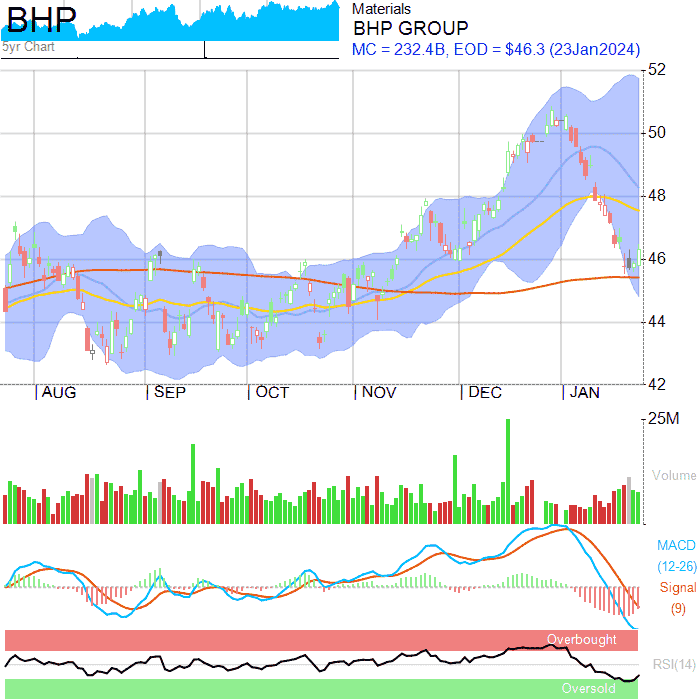 BHP
5yr Chart
Materials
BHP GROUP
MC = 232.4B, EOD = $46.3 (23Jan2024)
52
50
48
46
44
42
AUG
SEP
OCT
NOV
DEC
JAN
25M
Volume
MACD
(12-26)
Signal
(9)
Overbought
RSI(14)
Oversold